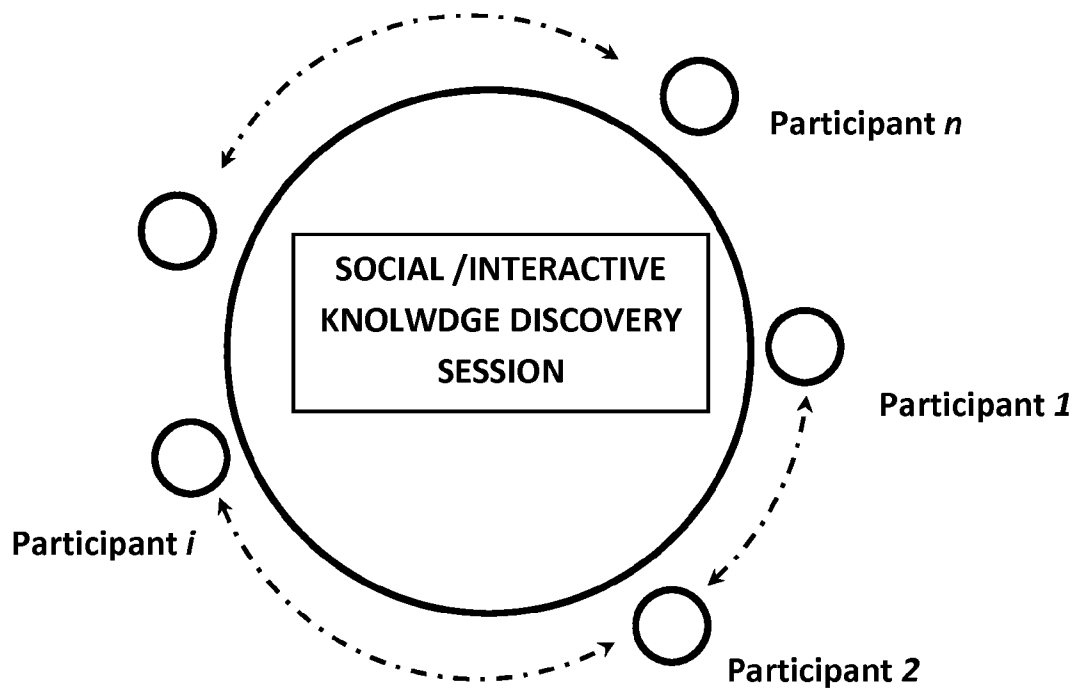 Participant n
SOCIAL /INTERACTIVE
KNOLWDGE DISCOVERY
SESSION
Participant 1
Participant i
Participant 2